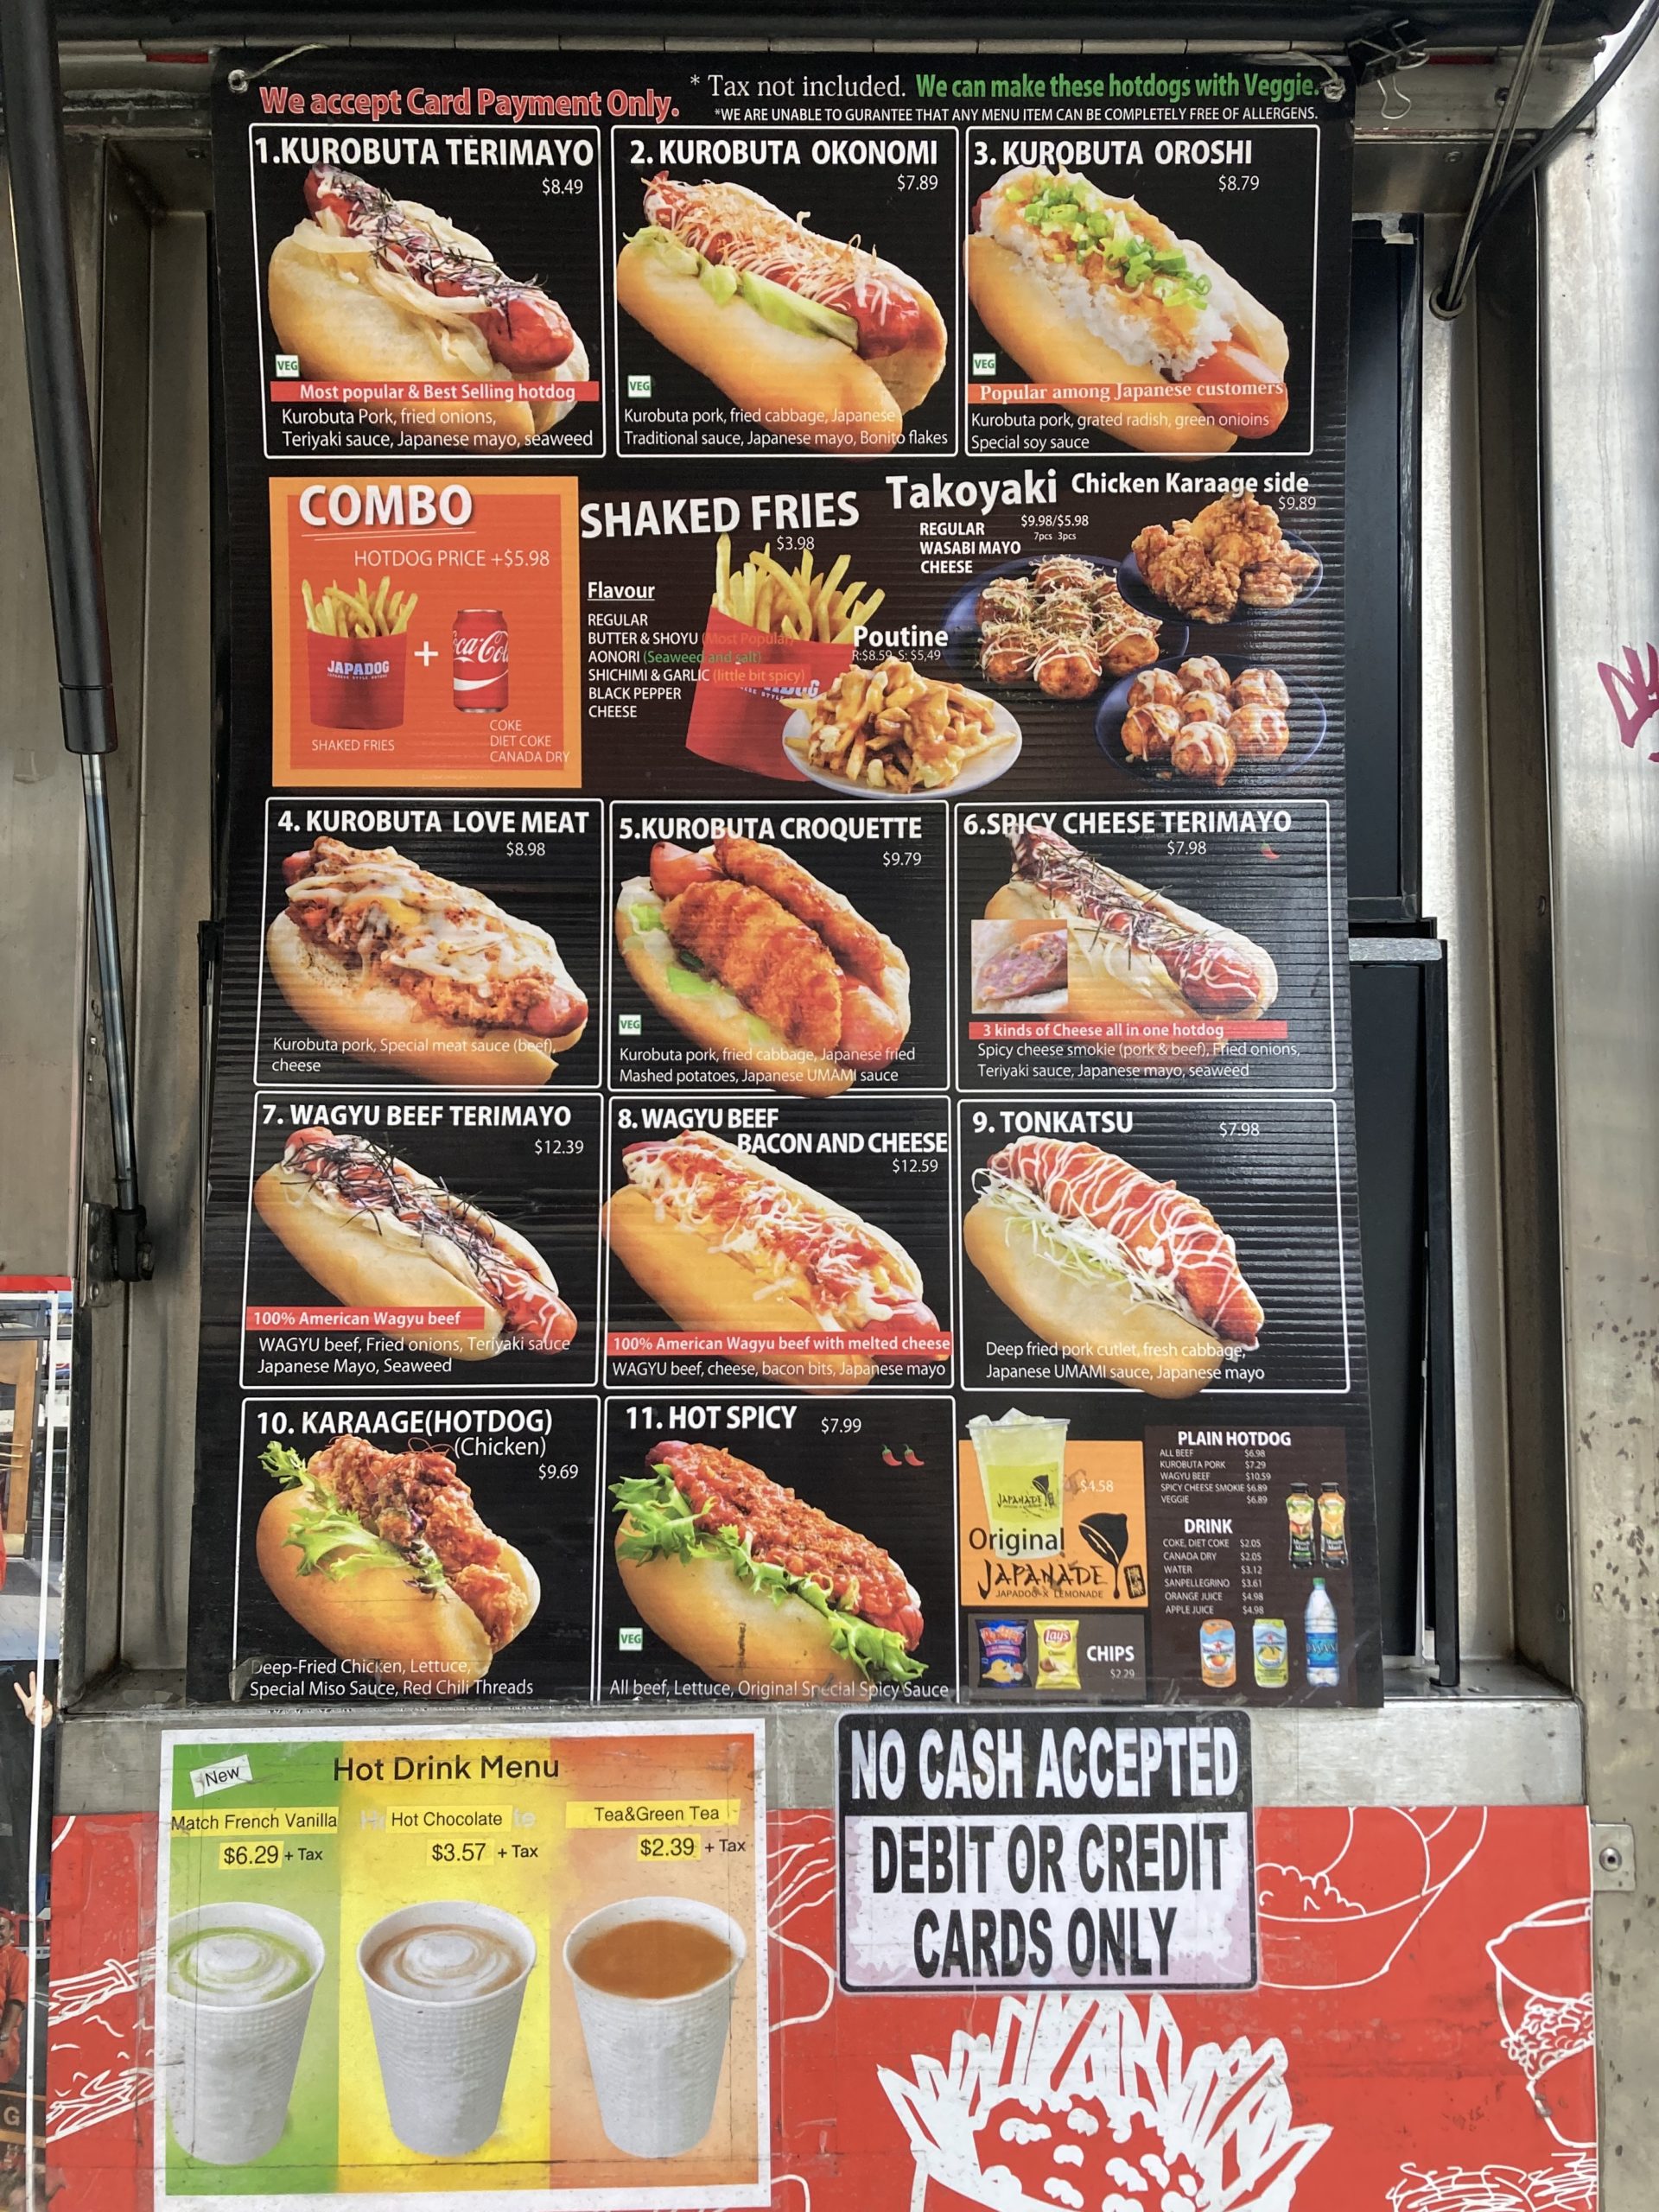 We accept Card Payment Only.
* Tax not included. We can make these hotdogs with Veggie.
*WE ARE UNABLE TO GURANTEE THAT ANY MENU ITEM CAN BE COMPLETELY FREE OF ALLERGENS.
1.KUROBUTA TERIMAYO
$8.49
VEG
Most popular & Best Selling hotdog
Kurobuta Pork, fried onions,
Teriyaki sauce, Japanese mayo, seaweed
2. KUROBUTA OKONOMI
$7.89
VEG
Kurobuta pork, fried cabbage, Japanese
Traditional sauce, Japanese mayo, Bonito flakes
3. KUROBUTA OROSHI
$8.79
VEG
Popular among Japanese customers
Kurobuta pork, grated radish, green onioins
Special soy sauce
COMBO
HOTDOG PRICE +$5.98
JAPADOG
+
Coca-Cola
SHAKED FRIES
COKE
DIET COKE
CANADA DRY
SHAKED FRIES
$3.98
Flavour
REGULAR
BUTTER & SHOYU (Most Popular)
AONORI (Seaweed and salt)
SHICHIMI & GARLIC (little bit spicy)
BLACK PEPPER
CHEESE
Poutine
R:$8.59 S: $5,49
Takoyaki
REGULAR
WASABI MAYO
CHEESE
$9.98/$5.98
7pcs 3pcs
Chicken Karaage side
$9.89
4. KUROBUTA LOVE MEAT
$8.98
Kurobuta pork, Special meat sauce (beef),
cheese
5.KUROBUTA CROQUETTE
$9.79
VEG
Kurobuta pork, fried cabbage, Japanese fried
Mashed potatoes, Japanese UMAMI sauce
6.SPICY CHEESE TERIMAYO
$7.98
3 kinds of Cheese all in one hotdog
Spicy cheese smokie (pork & beef), Fried onions,
Teriyaki sauce, Japanese mayo, seaweed
7. WAGYU BEEF TERIMAYO
$12.39
100% American Wagyu beef
WAGYU beef, Fried onions, Teriyaki sauce
Japanese Mayo, Seaweed
8. WAGYU BEEF
BACON AND CHEESE
$12.59
100% American Wagyu beef with melted cheese
WAGYU beef, cheese, bacon bits, Japanese mayo
9. TONKATSU
$7.98
Deep fried pork cutlet, fresh cabbage,
Japanese UMAMI sauce, Japanese mayo
10. KARAAGE(HOTDOG)
(Chicken)
$9.69
Deep-Fried Chicken, Lettuce,
Special Miso Sauce, Red Chili Threads
11. HOT SPICY
$7.99
VEG
All beef, Lettuce, Original Special Spicy Sauce
JAPANADE
$4.58
Original
JAPANADE
JAPADOG X LEMONADE
Lay's
CHIPS
$2.29
PLAIN HOTDOG
ALL BEEF $6.98
KUROBUTA PORK $7.29
WAGYU BEEF $10.59
SPICY CHEESE SMOKIE $6.89
VEGGIE $6.89
DRINK
COKE, DIET COKE $2.05
CANADA DRY $2.05
WATER $3.12
SANPELLEGRINO $3.61
ORANGE JUICE $4.98
APPLE JUICE $4.98
New
Hot Drink Menu
Match French Vanilla
$6.29 + Tax
Hot Chocolate
$3.57 + Tax
Tea&Green Tea
$2.39 + Tax
NO CASH ACCEPTED
DEBIT OR CREDIT
CARDS ONLY